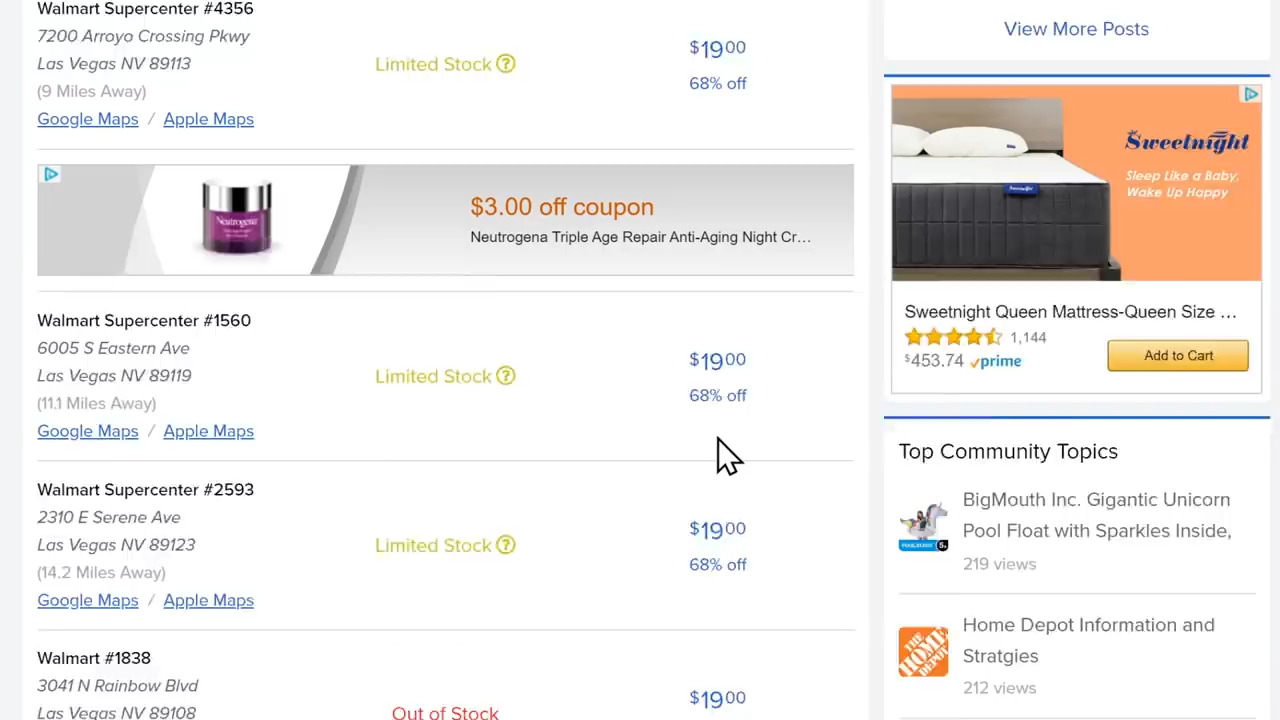 Walmart Supercenter #4356
7200 Arroyo Crossing Pkwy
Las Vegas NV 89113
(9 Miles Away)
Google Maps / Apple Maps
Limited Stock ?
$19.00
68% off
Neutrogena
$3.00 off coupon
Neutrogena Triple Age Repair Anti-Aging Night Cr...
Walmart Supercenter #1560
6005 S Eastern Ave
Las Vegas NV 89119
(11.1 Miles Away)
Google Maps / Apple Maps
Limited Stock ?
$19.00
68% off
Walmart Supercenter #2593
2310 E Serene Ave
Las Vegas NV 89123
(14.2 Miles Away)
Google Maps / Apple Maps
Limited Stock ?
$19.00
68% off
Walmart #1838
3041 N Rainbow Blvd
Las Vegas NV 89108
Out of Stock
$19.00
View More Posts
Sweetnight
Sleep Like a Baby,
Wake Up Happy
Sweetnight Queen Mattress-Queen Size ...
1,144
$453.74 prime
Add to Cart
Top Community Topics
BigMouth Inc. Gigantic Unicorn
Pool Float with Sparkles Inside,
219 views
THE HOME DEPOT
Home Depot Information and
Stratgies
212 views